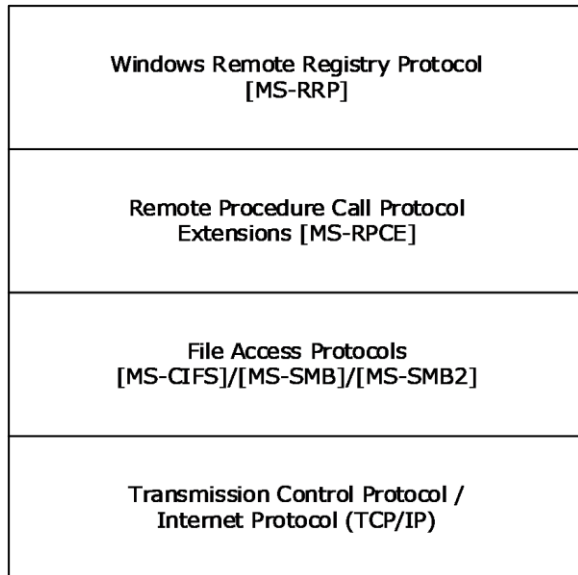 Windows Remote Registry Protocol
[MS-RRP]
Remote Procedure Call Protocol
Extensions [MS-RPCE]
File Access Protocols
[MS-CIFS]/[MS-SMB]/[MS-SMB2]
Transmission Control Protocol /
Internet Protocol (TCP/IP)